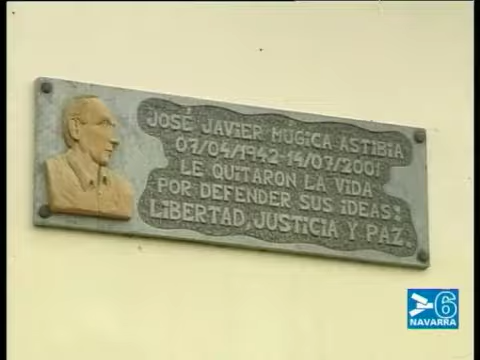 JOSÉ JAVIER MUGICA ASTIBIA
07/04/1942-14/07/2001
LE QUITARON LA VIDA
POR DEFENDER SUS IDEAS:
LIBERTAD, JUSTICIA Y PAZ.
6
NAVARRA